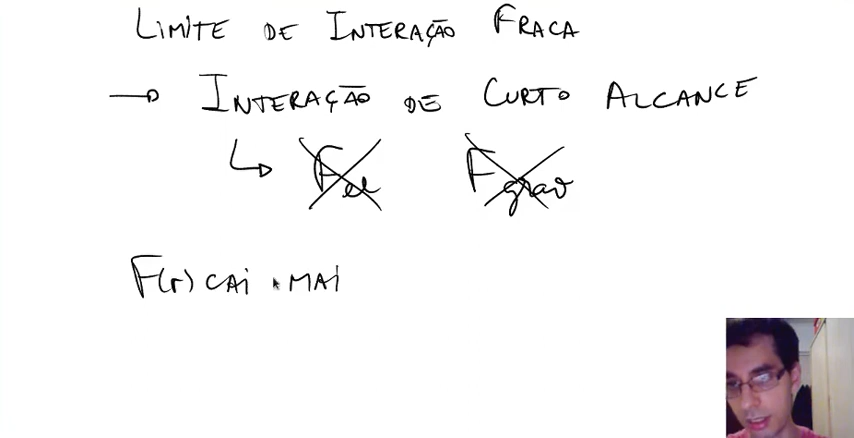 LIMITE DE INTERAÇÃO FRACA
→ INTERAÇÃO DE CURTO ALCANCE
↳ Fel Fgrav
F(r) CAI MAI